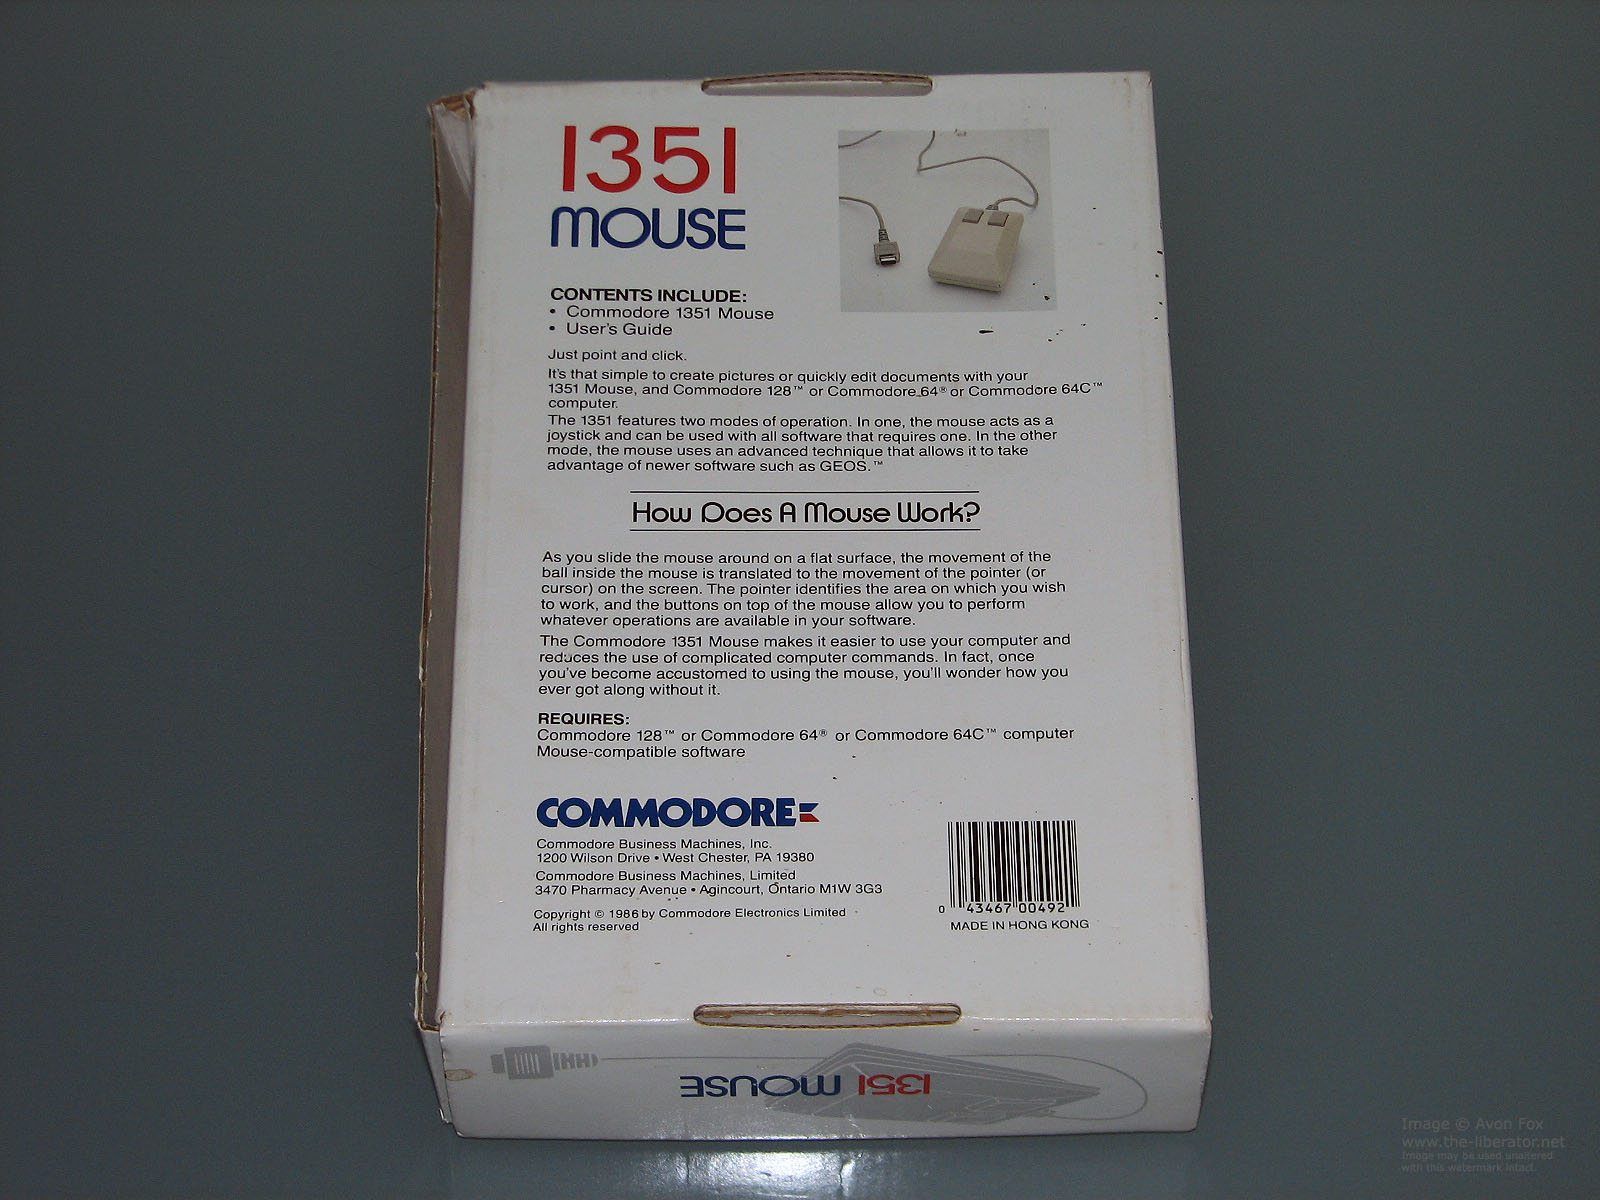 1351
MOUSE
CONTENTS INCLUDE:
• Commodore 1351 Mouse
• User's Guide
Just point and click.
It's that simple to create pictures or quickly edit documents with your
1351 Mouse, and Commodore 128™ or Commodore 64® or Commodore 64C™
computer.
The 1351 features two modes of operation. In one, the mouse acts as a
joystick and can be used with all software that requires one. In the other
mode, the mouse uses an advanced technique that allows it to take
advantage of newer software such as GEOS.™
How Does A Mouse Work?
As you slide the mouse around on a flat surface, the movement of the
ball inside the mouse is translated to the movement of the pointer (or
cursor) on the screen. The pointer identifies the area on which you wish
to work, and the buttons on top of the mouse allow you to perform
whatever operations are available in your software.
The Commodore 1351 Mouse makes it easier to use your computer and
reduces the use of complicated computer commands. In fact, once
you've become accustomed to using the mouse, you'll wonder how you
ever got along without it.
REQUIRES:
Commodore 128™ or Commodore 64® or Commodore 64C™ computer
Mouse-compatible software
COMMODORE
Commodore Business Machines, Inc.
1200 Wilson Drive • West Chester, PA 19380
Commodore Business Machines, Limited
3470 Pharmacy Avenue • Agincourt, Ontario M1W 3G3
Copyright © 1986 by Commodore Electronics Limited
All rights reserved
0 43467 00492
MADE IN HONG KONG
1351 MOUSE
Image © Avon Fox
www.the-liberator.net
Image may be used unaltered
with this watermark intact.